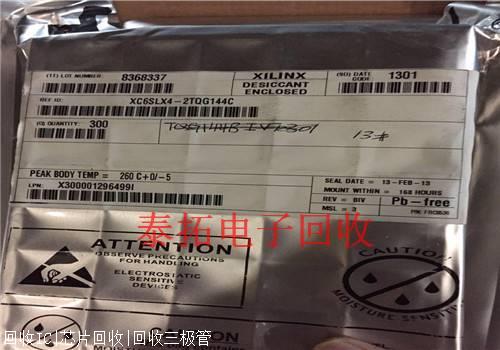 (1T) LOT NUMBER 8368337
XILINX
DESICCANT
ENCLOSED
(9D) DATE
CODE 1301
REF ID: XC6SLX4-2TQG144C
(Q) QUANTITY: 300
13#
PEAK BODY TEMP = 260 C+0/-5
SEAL DATE = 13-FEB-13
MOUNT WITHIN = 168 HOURS
LPN: X300001296499I
REV = BIV
MSL = 3
Pb-free
泰拓电子回收
ATTENTION
OBSERVE PRECAUTIONS
FOR HANDLING
ELECTROSTATIC
SENSITIVE
DEVICES
CAUTION
MOISTURE SENSITIVE
回收IC|芯片回收|回收三极管